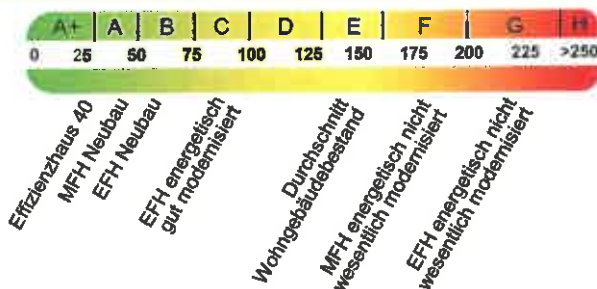 A+ A B C D E F G H
0 25 50 75 100 125 150 175 200 225 >250
Effizienzhaus 40
MFH Neubau
EFH Neubau
EFH energetisch
gut modernisiert
Durchschnitt
Wohngebäudebestand
MFH energetisch nicht
wesentlich modernisiert
EFH energetisch nicht
wesentlich modernisiert